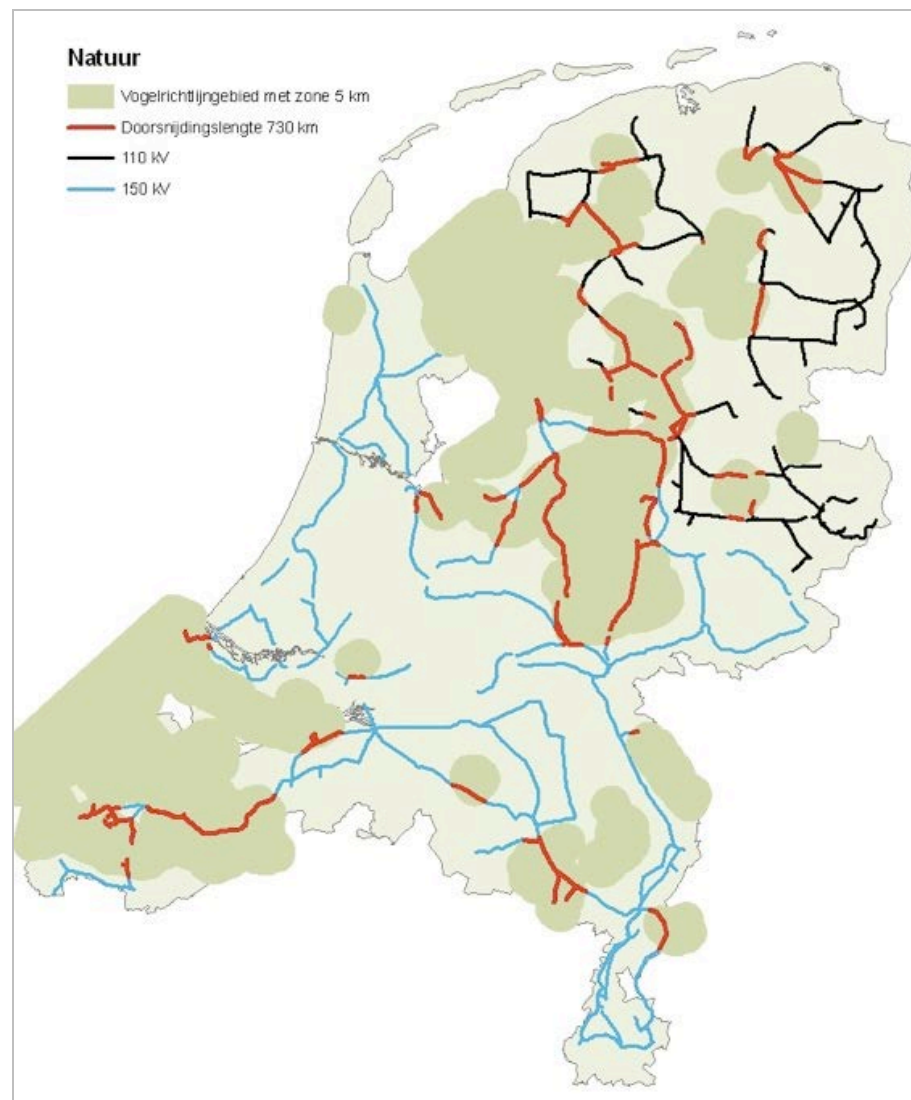 Natuur
Vogelrichtlijngebied met zone 5 km
Doorsnijdingslengte 730 km
110 kV
150 kV